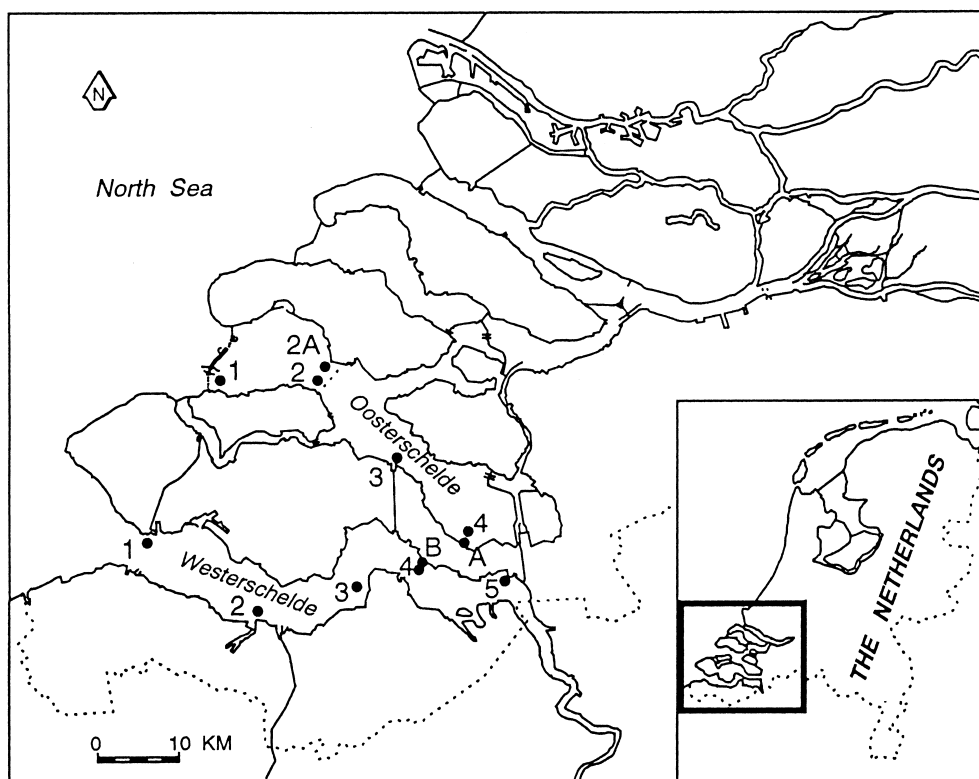 N
North Sea
2A
1
2
Oosterschelde
3
4
A
B
1
4
Westerschelde
3
5
2
0 10 KM
THE NETHERLANDS